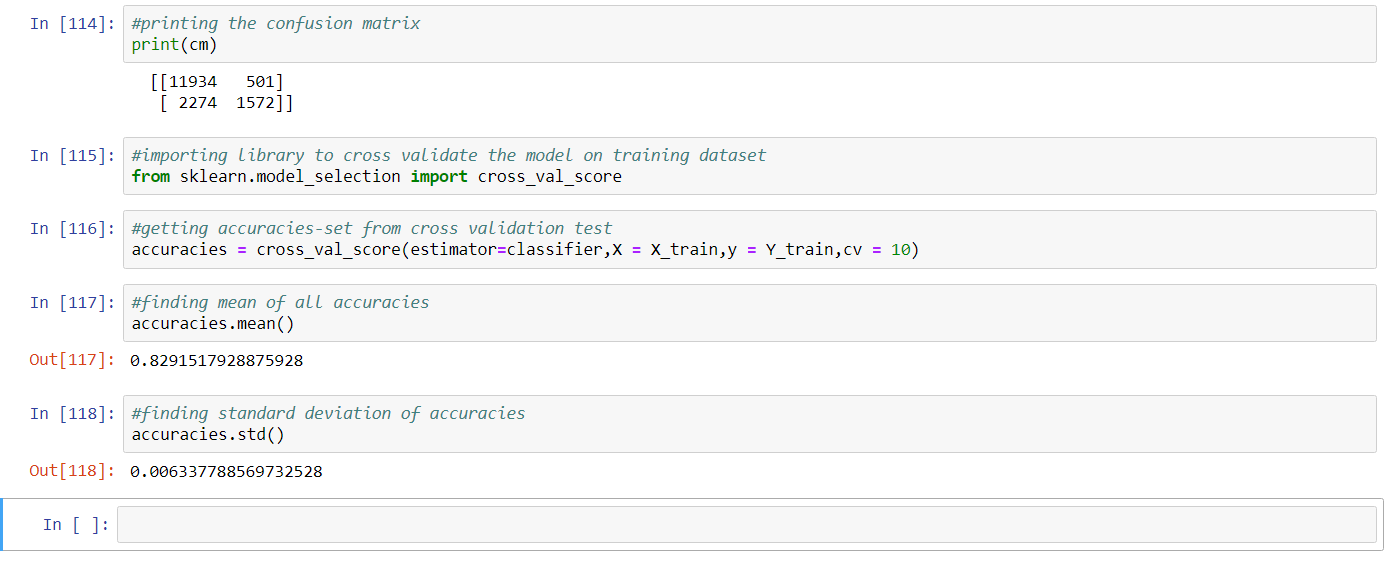 In [114]: #printing the confusion matrix
print(cm)
[[11934   501]
 [ 2274  1572]]
In [115]: #importing library to cross validate the model on training dataset
from sklearn.model_selection import cross_val_score
In [116]: #getting accuracies-set from cross validation test
accuracies = cross_val_score(estimator=classifier,X = X_train,y = Y_train,cv = 10)
In [117]: #finding mean of all accuracies
accuracies.mean()
Out[117]: 0.8291517928875928
In [118]: #finding standard deviation of accuracies
accuracies.std()
Out[118]: 0.006337788569732528
In [ ]: